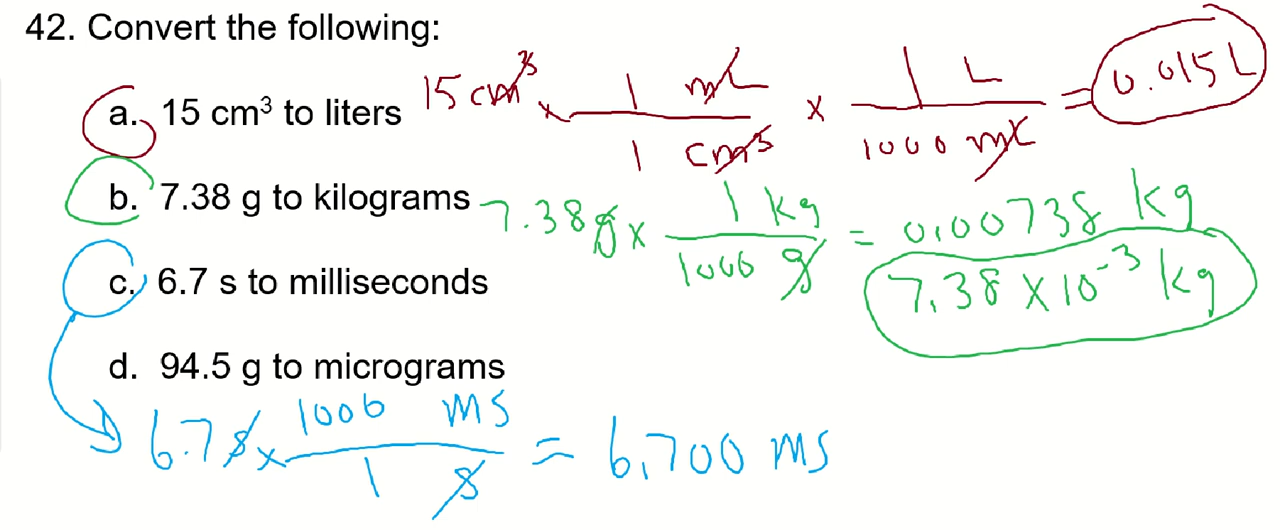 42. Convert the following:
a. 15 cm³ to liters 15 cm³ x 1 mL / 1 cm³ x 1 L / 1000 mL = 0.015 L
b. 7.38 g to kilograms 7.38 g x 1 kg / 1000 g = 0.00738 kg
7.38 x 10⁻³ kg
c. 6.7 s to milliseconds
d. 94.5 g to micrograms
6.7 s x 1000 ms / 1 s = 6,700 ms